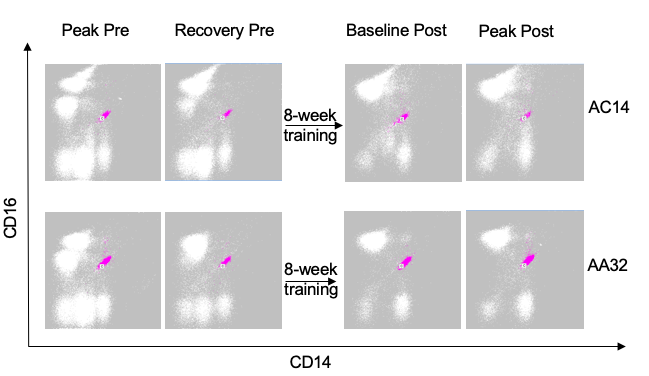 Peak Pre
Recovery Pre
Baseline Post
Peak Post
8-week
training
AC14
CD16
8-week
training
AA32
CD14